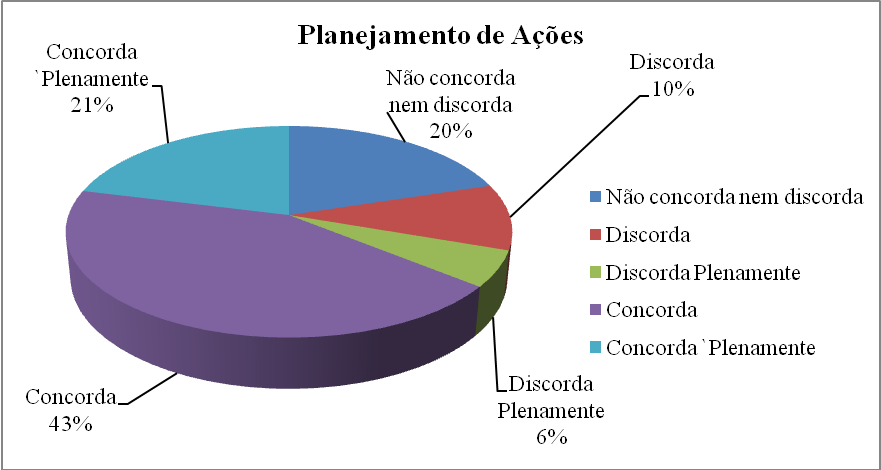 Planejamento de Ações
Concorda
`Plenamente
21%
Não concorda
nem discorda
20%
Discorda
10%
Não concorda nem discorda
Discorda
Discorda Plenamente
Concorda
Concorda `Plenamente
Concorda
43%
Discorda
Plenamente
6%